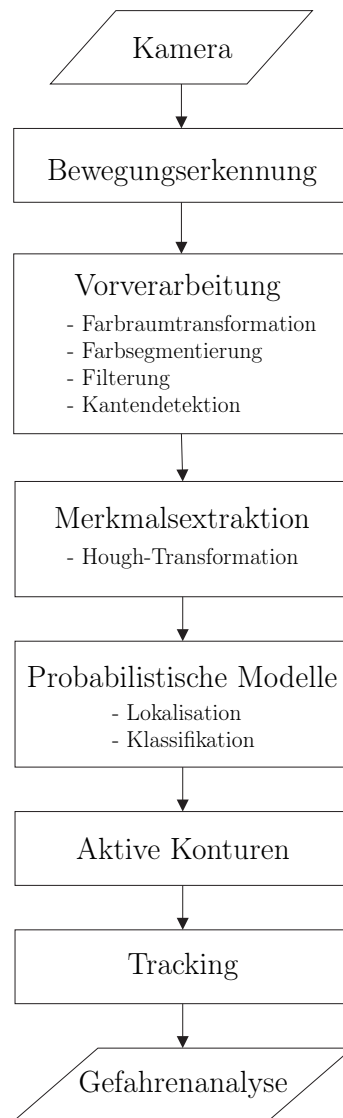 Kamera
Bewegungserkennung
Vorverarbeitung
- Farbraumtransformation
- Farbsegmentierung
- Filterung
- Kantendetektion
Merkmalsextraktion
- Hough-Transformation
Probabilistische Modelle
- Lokalisation
- Klassifikation
Aktive Konturen
Tracking
Gefahrenanalyse